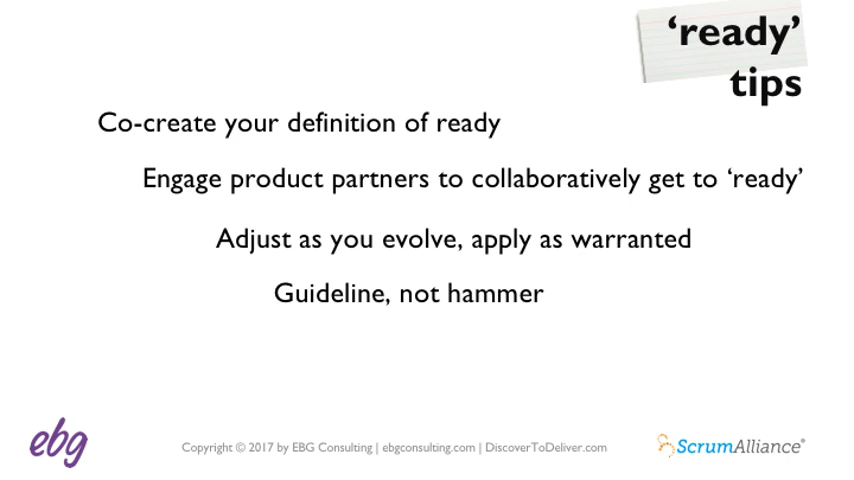 ‘ready’
tips
Co-create your definition of ready
Engage product partners to collaboratively get to ‘ready’
Adjust as you evolve, apply as warranted
Guideline, not hammer
ebg
Copyright © 2017 by EBG Consulting | ebgconsulting.com | DiscoverToDeliver.com
ScrumAlliance®